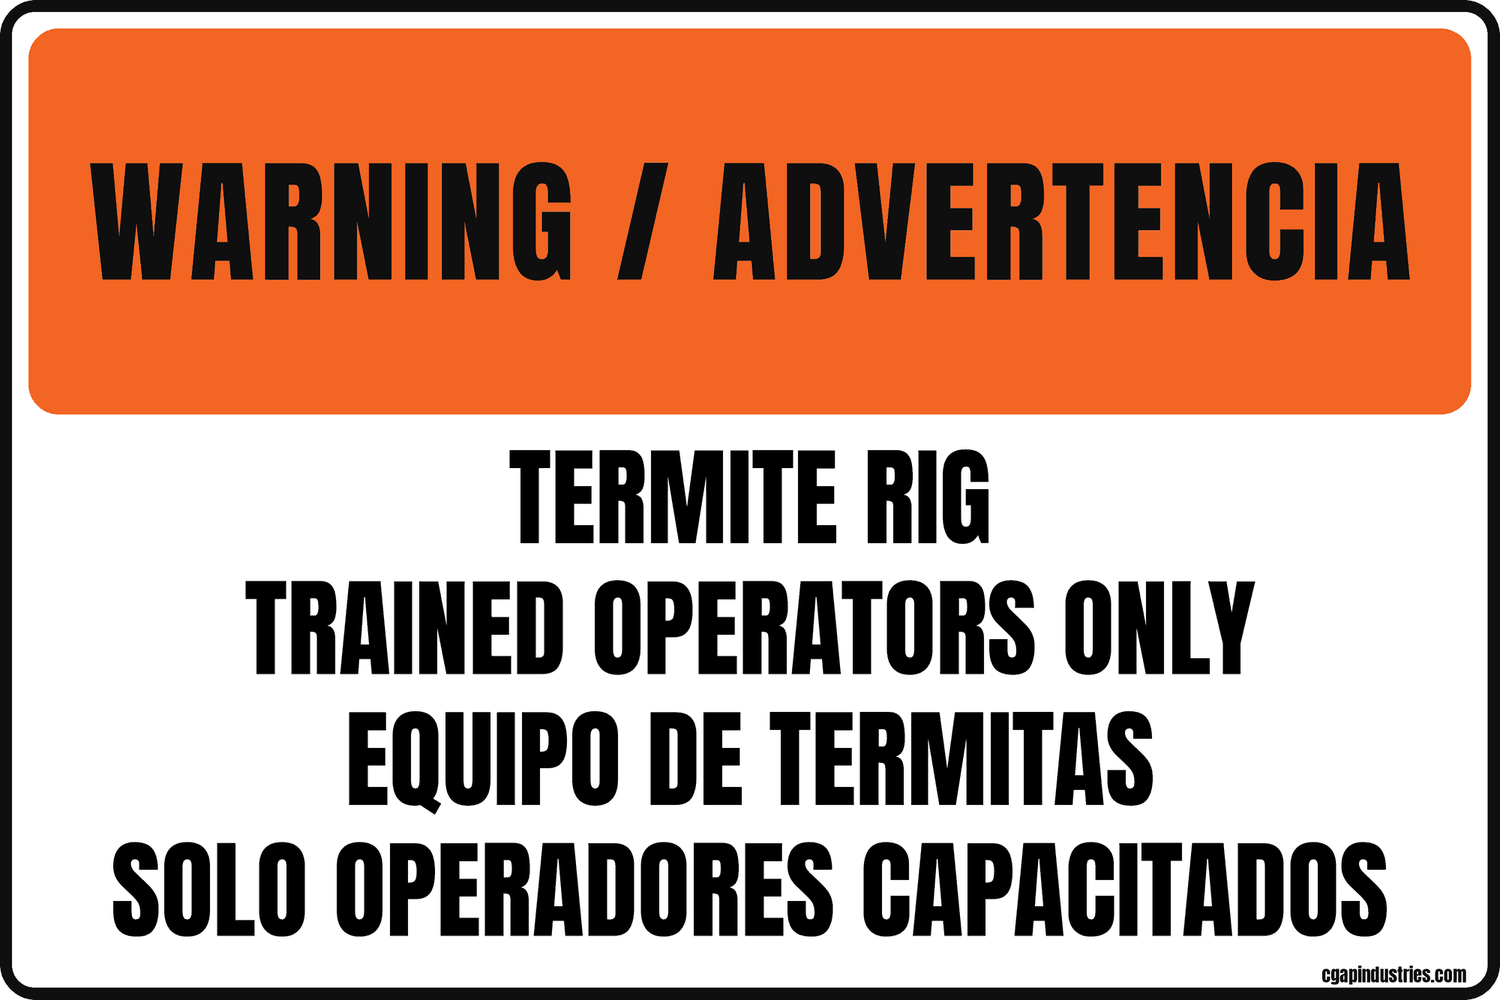 WARNING / ADVERTENCIA
TERMITE RIG
TRAINED OPERATORS ONLY
EQUIPO DE TERMITAS
SOLO OPERADORES CAPACITADOS
cgapindustries.com